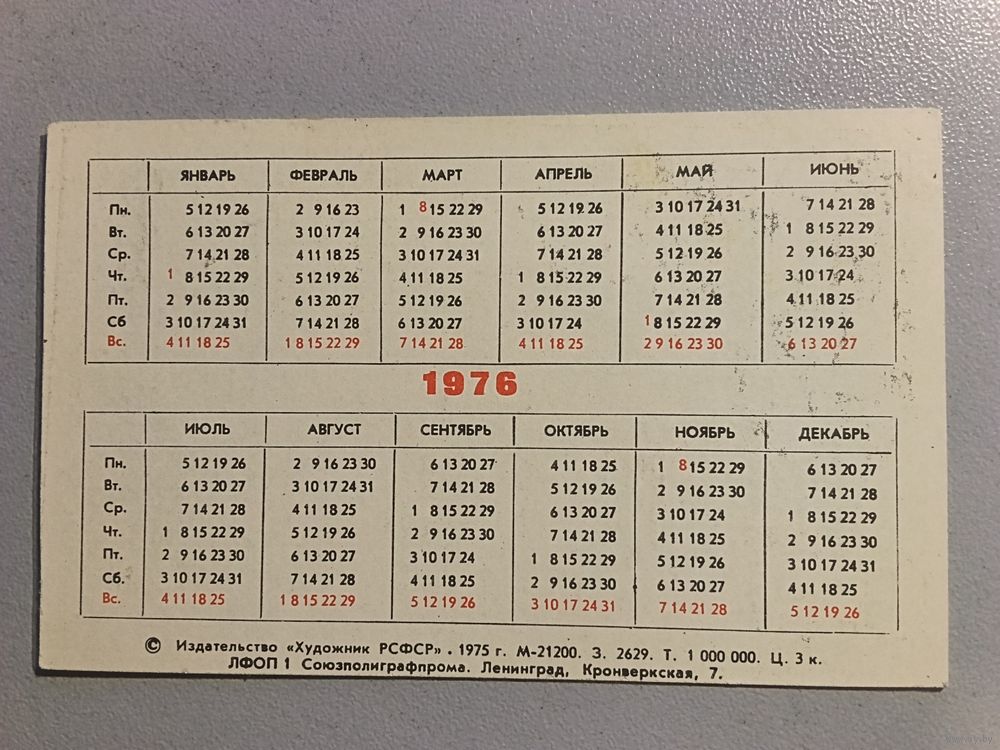 ЯНВАРЬ ФЕВРАЛЬ МАРТ АПРЕЛЬ МАЙ ИЮНЬ
Пн. 5 12 19 26 2 9 16 23 1 8 15 22 29 5 12 19 26 3 10 17 24 31 7 14 21 28
Вт. 6 13 20 27 3 10 17 24 2 9 16 23 30 6 13 20 27 4 11 18 25 1 8 15 22 29
Ср. 7 14 21 28 4 11 18 25 3 10 17 24 31 7 14 21 28 5 12 19 26 2 9 16 23 30
Чт. 1 8 15 22 29 5 12 19 26 4 11 18 25 1 8 15 22 29 6 13 20 27 3 10 17 24
Пт. 2 9 16 23 30 6 13 20 27 5 12 19 26 2 9 16 23 30 7 14 21 28 4 11 18 25
Сб 3 10 17 24 31 7 14 21 28 6 13 20 27 3 10 17 24 1 8 15 22 29 5 12 19 26
Вс. 4 11 18 25 1 8 15 22 29 7 14 21 28 4 11 18 25 2 9 16 23 30 6 13 20 27
1976
ИЮЛЬ АВГУСТ СЕНТЯБРЬ ОКТЯБРЬ НОЯБРЬ ДЕКАБРЬ
Пн. 5 12 19 26 2 9 16 23 30 6 13 20 27 4 11 18 25 1 8 15 22 29 6 13 20 27
Вт. 6 13 20 27 3 10 17 24 31 7 14 21 28 5 12 19 26 2 9 16 23 30 7 14 21 28
Ср. 7 14 21 28 4 11 18 25 1 8 15 22 29 6 13 20 27 3 10 17 24 1 8 15 22 29
Чт. 1 8 15 22 29 5 12 19 26 2 9 16 23 30 7 14 21 28 4 11 18 25 2 9 16 23 30
Пт. 2 9 16 23 30 6 13 20 27 3 10 17 24 1 8 15 22 29 5 12 19 26 3 10 17 24 31
Сб. 3 10 17 24 31 7 14 21 28 4 11 18 25 2 9 16 23 30 6 13 20 27 4 11 18 25
Вс. 4 11 18 25 1 8 15 22 29 5 12 19 26 3 10 17 24 31 7 14 21 28 5 12 19 26
© Издательство «Художник РСФСР» . 1975 г. М-21200. З. 2629. Т. 1 000 000. Ц. 3 к.
ЛФОП 1 Союзполиграфпрома. Ленинград, Кронверкская, 7.